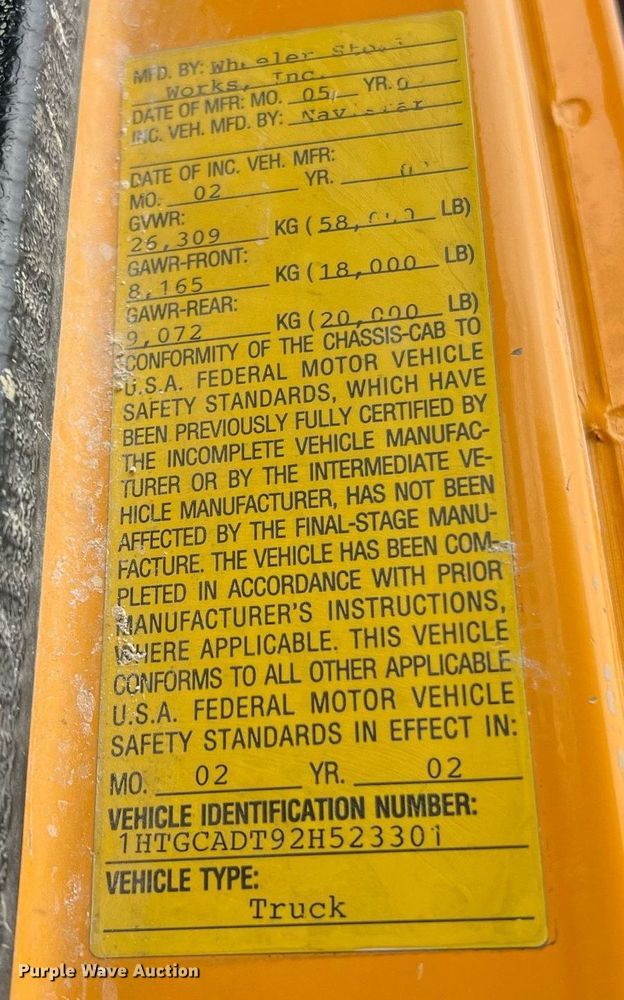 MFD. BY: Wheeler
Works, Inc.
DATE OF MFR: MO. 05 YR. 0
INC. VEH. MFD. BY: Navistar
DATE OF INC. VEH. MFR:
MO. 02 YR.
GVWR:
26,309 KG (58, LB)
GAWR-FRONT:
8,165 KG (18,000 LB)
GAWR-REAR:
9,072 KG (20,000 LB)
CONFORMITY OF THE CHASSIS-CAB TO
U.S.A. FEDERAL MOTOR VEHICLE
SAFETY STANDARDS, WHICH HAVE
BEEN PREVIOUSLY FULLY CERTIFIED BY
THE INCOMPLETE VEHICLE MANUFAC-
TURER OR BY THE INTERMEDIATE VE-
HICLE MANUFACTURER, HAS NOT BEEN
AFFECTED BY THE FINAL-STAGE MANU-
FACTURE. THE VEHICLE HAS BEEN COM-
PLETED IN ACCORDANCE WITH PRIOR
MANUFACTURER'S INSTRUCTIONS,
WHERE APPLICABLE. THIS VEHICLE
CONFORMS TO ALL OTHER APPLICABLE
U.S.A. FEDERAL MOTOR VEHICLE
SAFETY STANDARDS IN EFFECT IN:
MO. 02 YR. 02
VEHICLE IDENTIFICATION NUMBER:
1HTGCADT92H523301
VEHICLE TYPE:
Truck
Purple Wave Auction